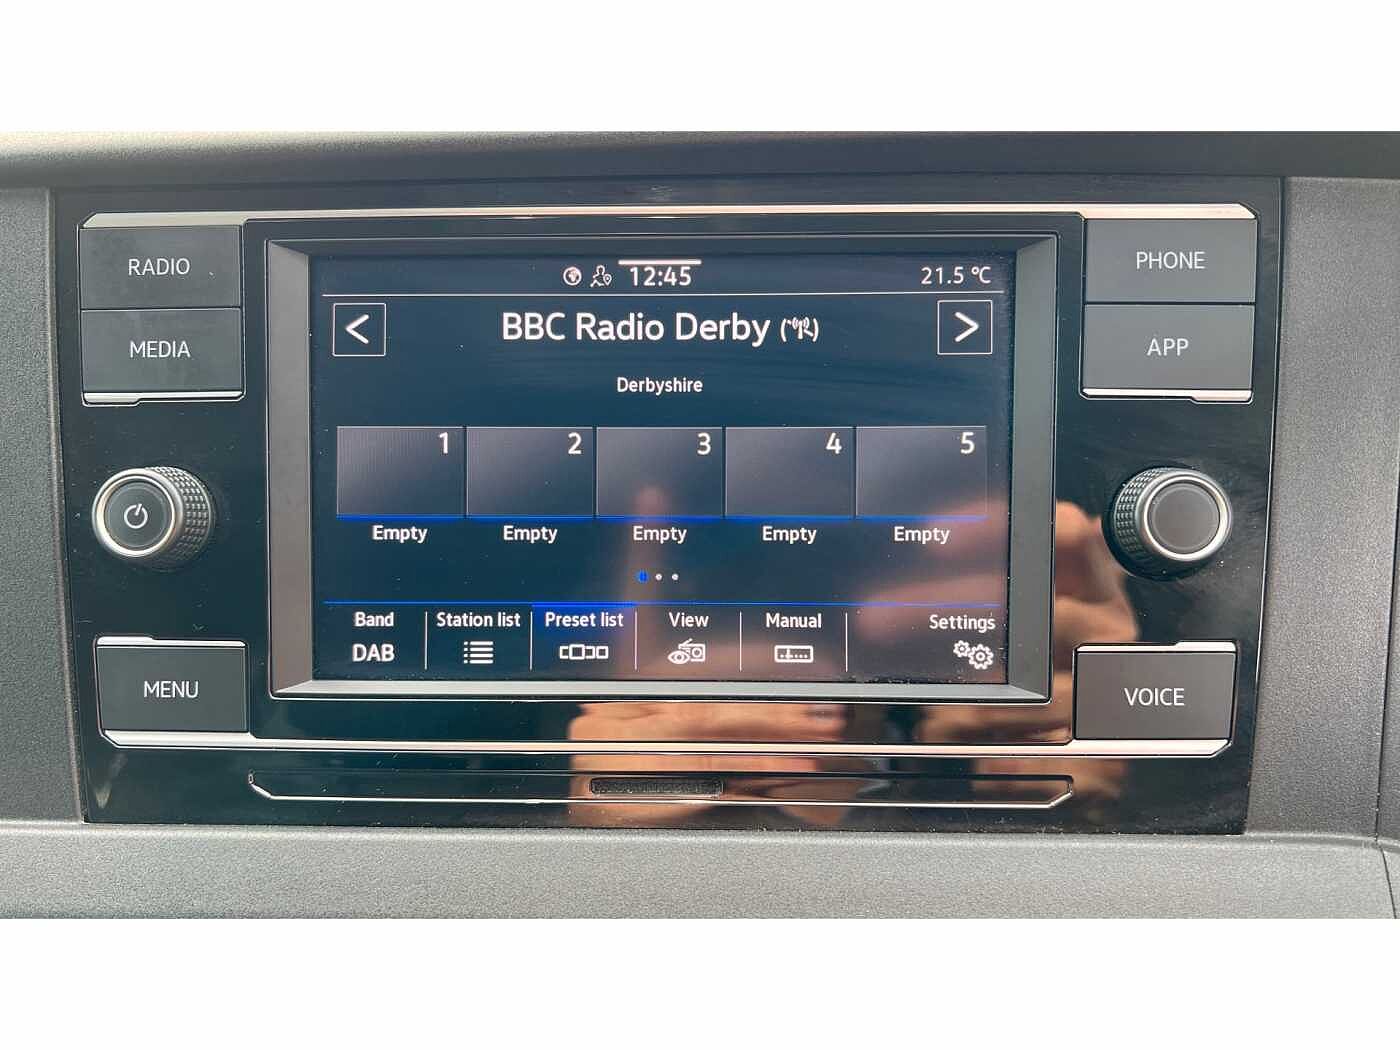 RADIO
MEDIA
MENU
12:45
21.5 °C
<
BBC Radio Derby
>
Derbyshire
1 2 3 4 5
Empty Empty Empty Empty Empty
Band Station list Preset list View Manual Settings
DAB
PHONE
APP
VOICE